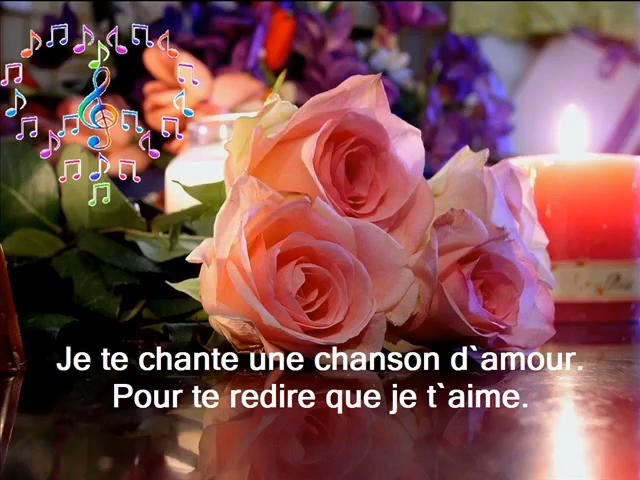 Je te chante une chanson d`amour.
Pour te redire que je t`aime.